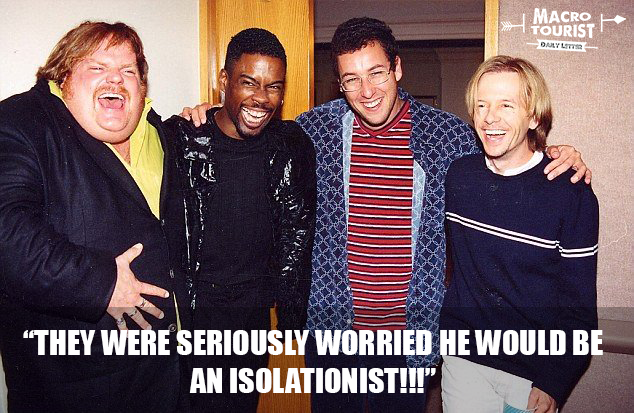 MACRO
TOURIST
DAILY LETTER
“THEY WERE SERIOUSLY WORRIED HE WOULD BE
AN ISOLATIONIST!!!”